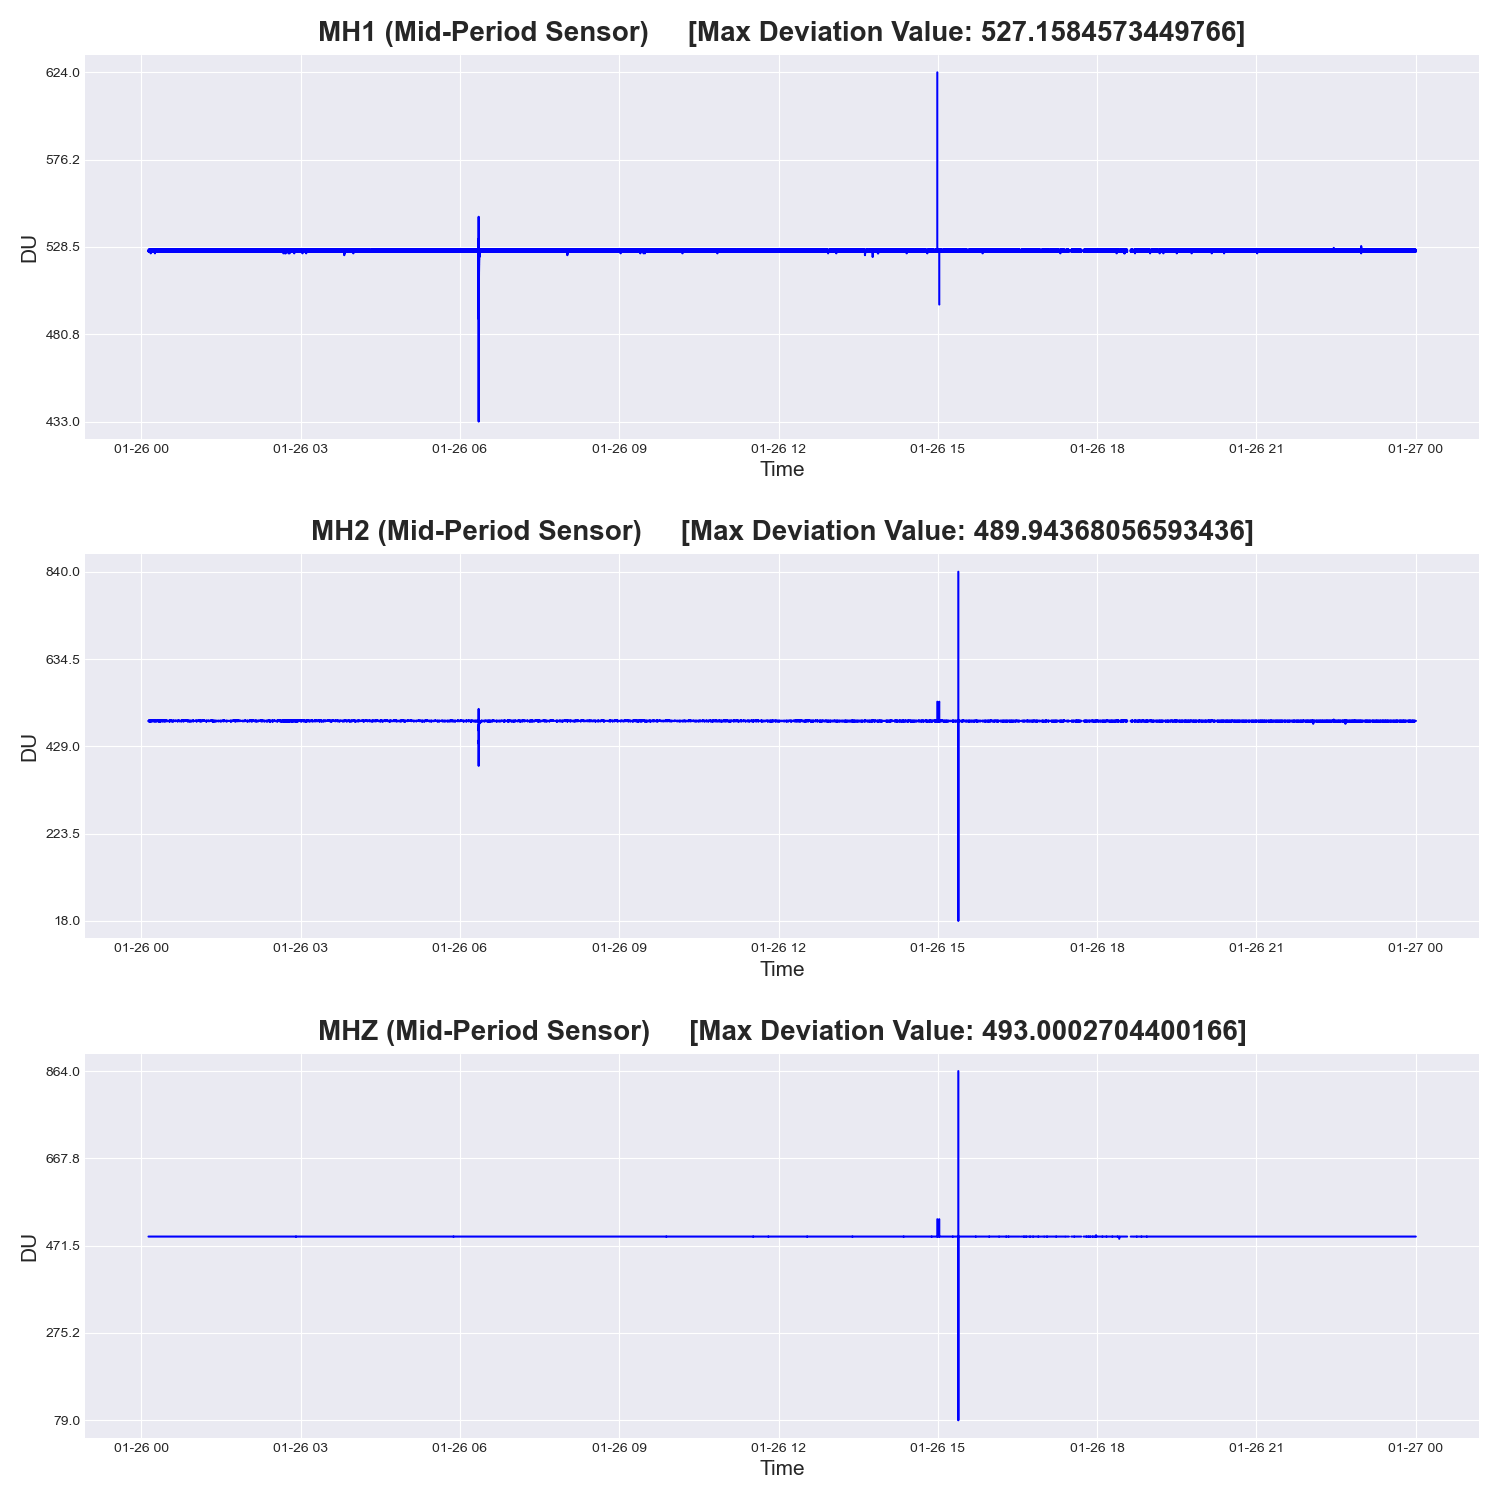 MH1 (Mid-Period Sensor) [Max Deviation Value: 527.1584573449766]
624.0
576.2
528.5
480.8
433.0
DU
01-26 00 01-26 03 01-26 06 01-26 09 01-26 12 01-26 15 01-26 18 01-26 21 01-27 00
Time
MH2 (Mid-Period Sensor) [Max Deviation Value: 489.94368056593436]
840.0
634.5
429.0
223.5
18.0
DU
01-26 00 01-26 03 01-26 06 01-26 09 01-26 12 01-26 15 01-26 18 01-26 21 01-27 00
Time
MHZ (Mid-Period Sensor) [Max Deviation Value: 493.0002704400166]
864.0
667.8
471.5
275.2
79.0
DU
01-26 00 01-26 03 01-26 06 01-26 09 01-26 12 01-26 15 01-26 18 01-26 21 01-27 00
Time